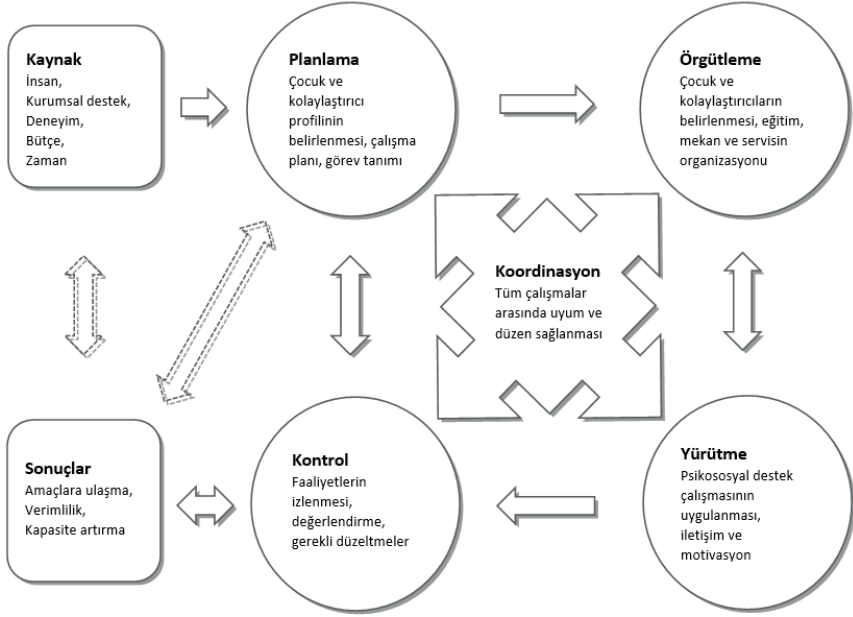 Kaynak
İnsan,
Kurumsal destek,
Deneyim,
Bütçe,
Zaman
Planlama
Çocuk ve
kolaylaştırıcı
profilinin
belirlenmesi, çalışma
planı, görev tanımı
Örgütleme
Çocuk ve
kolaylaştırıcıların
belirlenmesi, eğitim,
mekan ve servisin
organizasyonu
Koordinasyon
Tüm çalışmalar
arasında uyum ve
düzen sağlanması
Sonuçlar
Amaçlara ulaşma,
Verimlilik,
Kapasite artırma
Kontrol
Faaliyetlerin
izlenmesi,
değerlendirme,
gerekli düzeltmeler
Yürütme
Psikososyal destek
çalışmasının
uygulanması,
iletişim ve
motivasyon